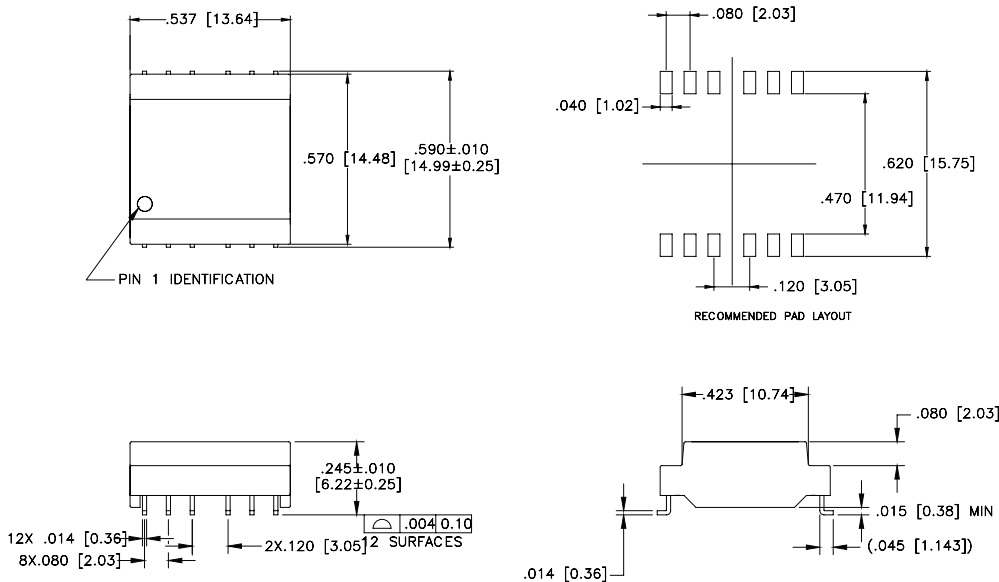 .537 [13.64]
.570 [14.48]
.590±.010
[14.99±0.25]
PIN 1 IDENTIFICATION
.080 [2.03]
.040 [1.02]
.620 [15.75]
.470 [11.94]
.120 [3.05]
RECOMMENDED PAD LAYOUT
.245±.010
[6.22±0.25]
.004 0.10
12 SURFACES
12X .014 [0.36]
2X.120 [3.05]
8X.080 [2.03]
.423 [10.74]
.080 [2.03]
.015 [0.38] MIN
(.045 [1.143])
.014 [0.36]